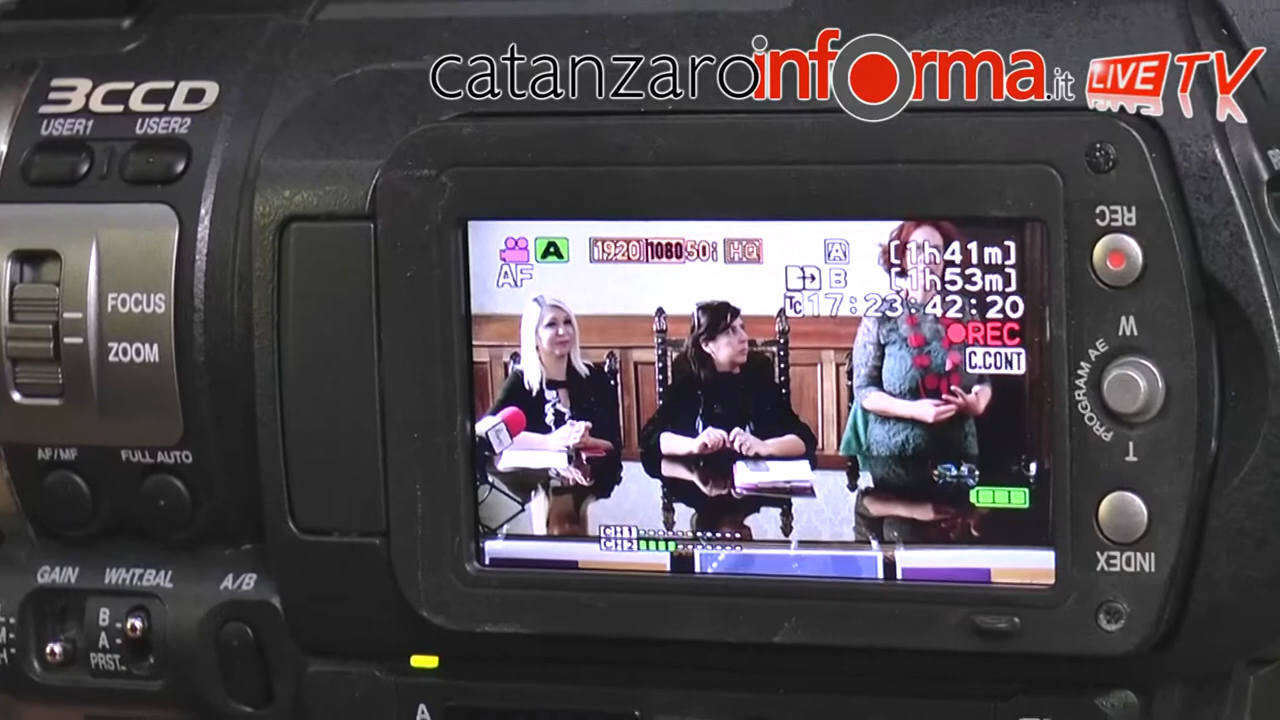 catanzaroinforma.it LIVE TV
3CCD
USER1 USER2
REC
A 1920 1080 50i HQ A [1h41m]
AF B [1h53m]
TC 17:23:42:20
REC
C.CONT
W
FOCUS
ZOOM
PROGRAM AE
T
AF/MF FULL AUTO
CH1
CH2
INDEX
GAIN WHT.BAL A/B
B
A
PRST
A